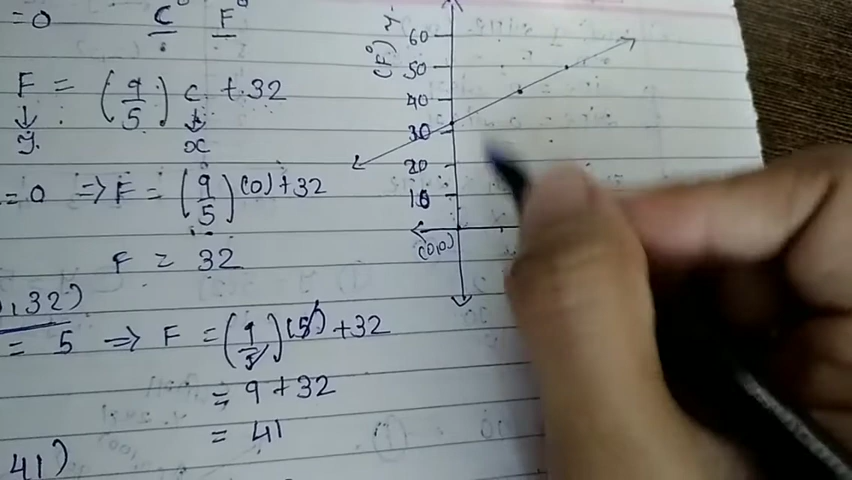 =0 C° F°
F = (9/5) C + 32
↓ ↓
y x
=0 ⇒ F = (9/5)(0) + 32
F = 32
,32)
= 5 ⇒ F = (9/5)(5) + 32
= 9 + 32
= 41
41)
(F°) y
60
50
40
30
20
10
(0,0)